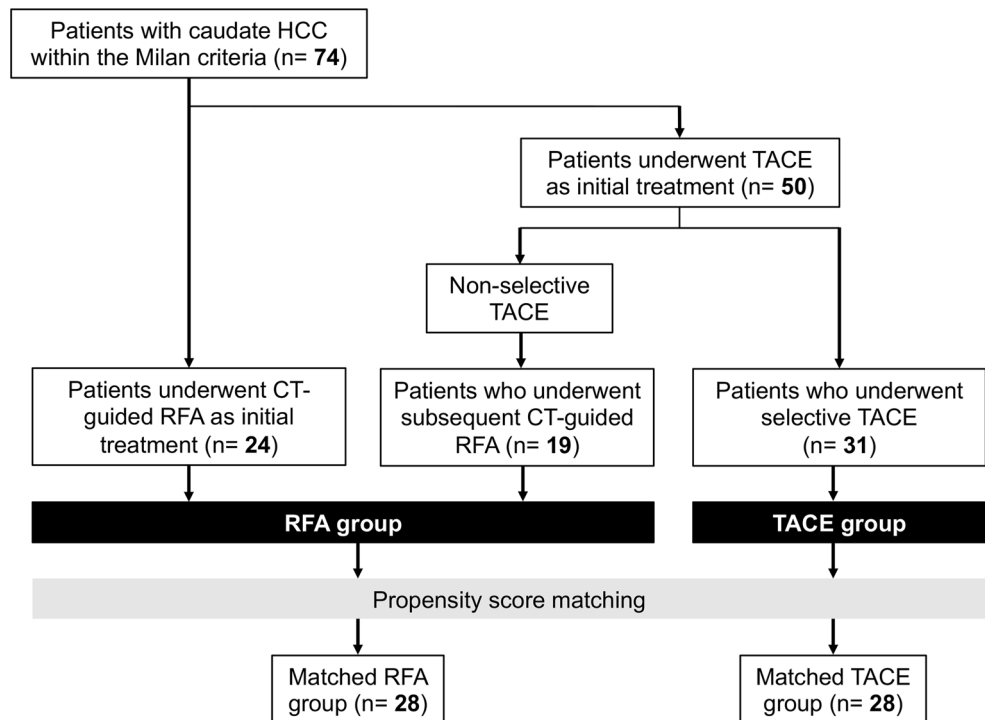 Patients with caudate HCC
within the Milan criteria (n= 74)
Patients underwent TACE
as initial treatment (n= 50)
Non-selective
TACE
Patients underwent CT-
guided RFA as initial
treatment (n= 24)
Patients who underwent
subsequent CT-guided
RFA (n= 19)
Patients who underwent
selective TACE
(n= 31)
RFA group
TACE group
Propensity score matching
Matched RFA
group (n= 28)
Matched TACE
group (n= 28)